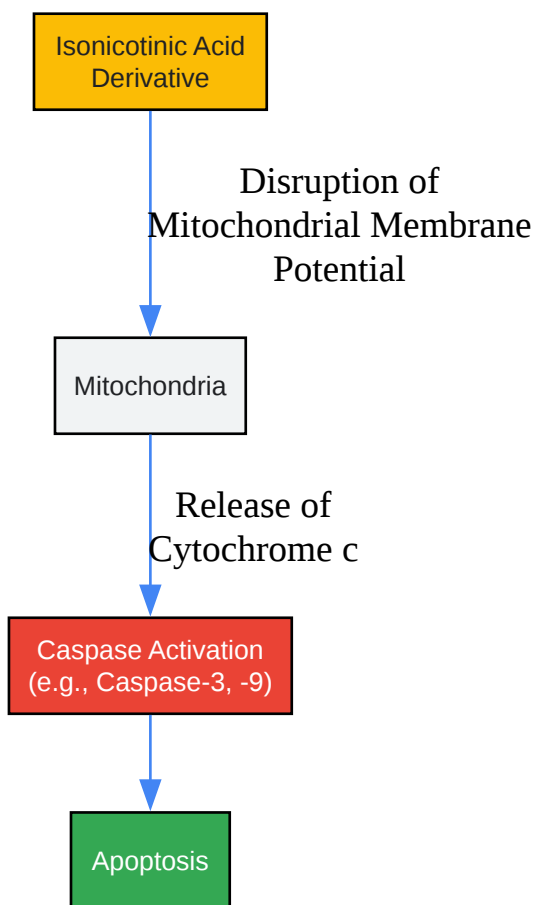 Isonicotinic Acid
Derivative
Disruption of
Mitochondrial Membrane
Potential
Mitochondria
Release of
Cytochrome c
Caspase Activation
(e.g., Caspase-3, -9)
Apoptosis